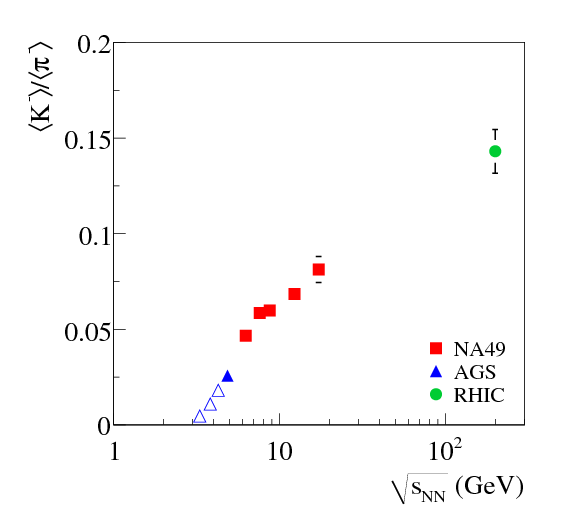 ⟨K⁻⟩/⟨π⁻⟩
0.2
0.15
0.1
0.05
0
1
10
10²
√s_NN (GeV)
NA49
AGS
RHIC